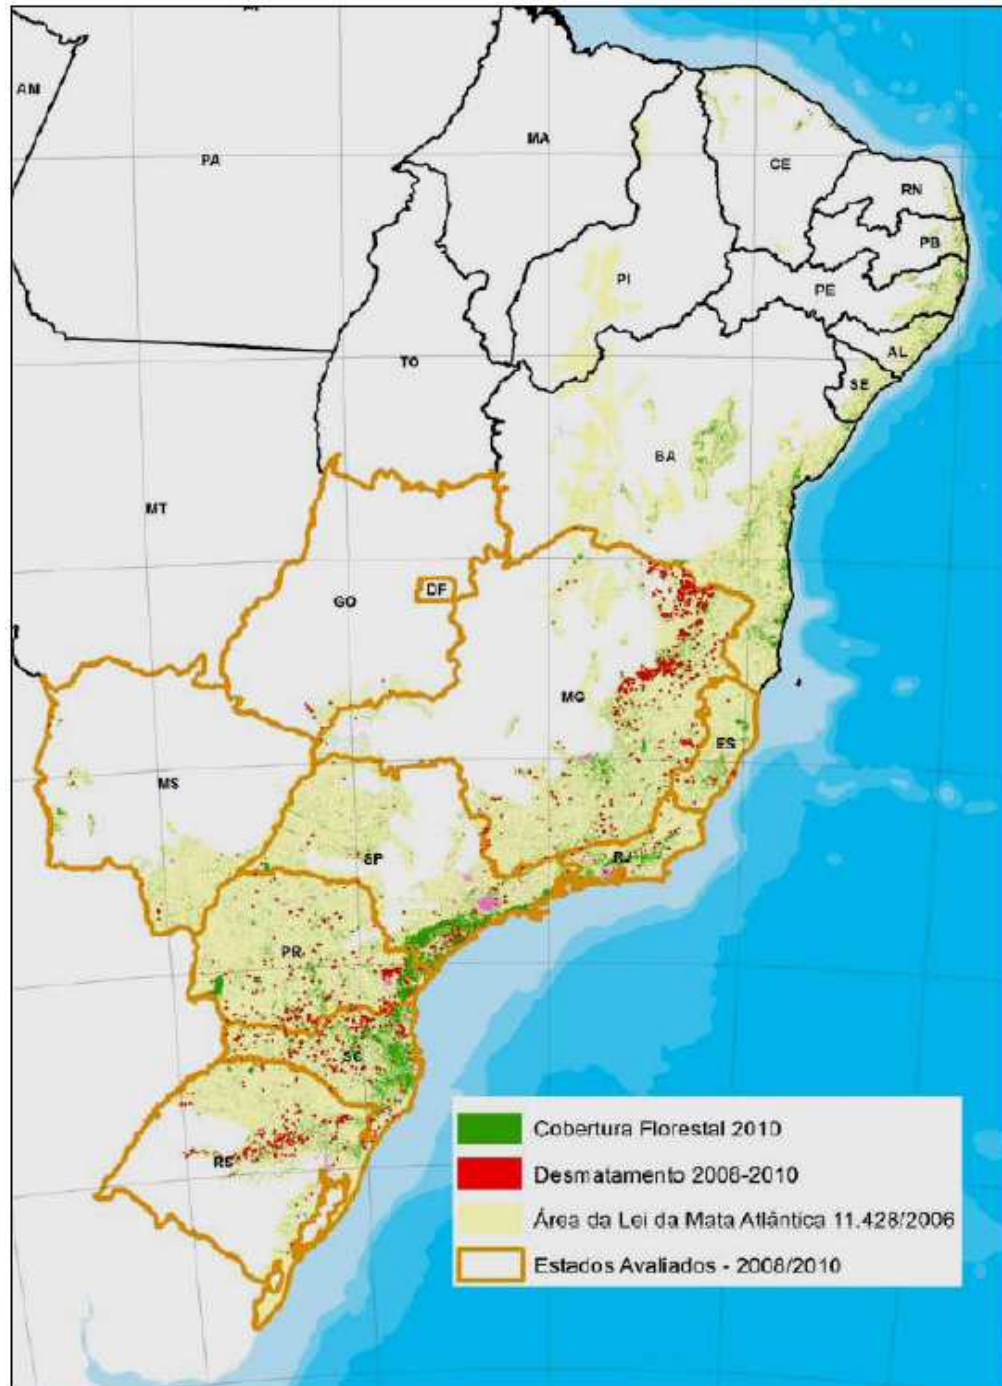 AM
PA
MA
CE
RN
PB
PI
PE
AL
TO
SE
BA
MT
DF
GO
MG
ES
MS
SP
RJ
PR
SC
RS
Cobertura Florestal 2010
Desmatamento 2008-2010
Área da Lei da Mata Atlântica 11.428/2006
Estados Avaliados - 2008/2010